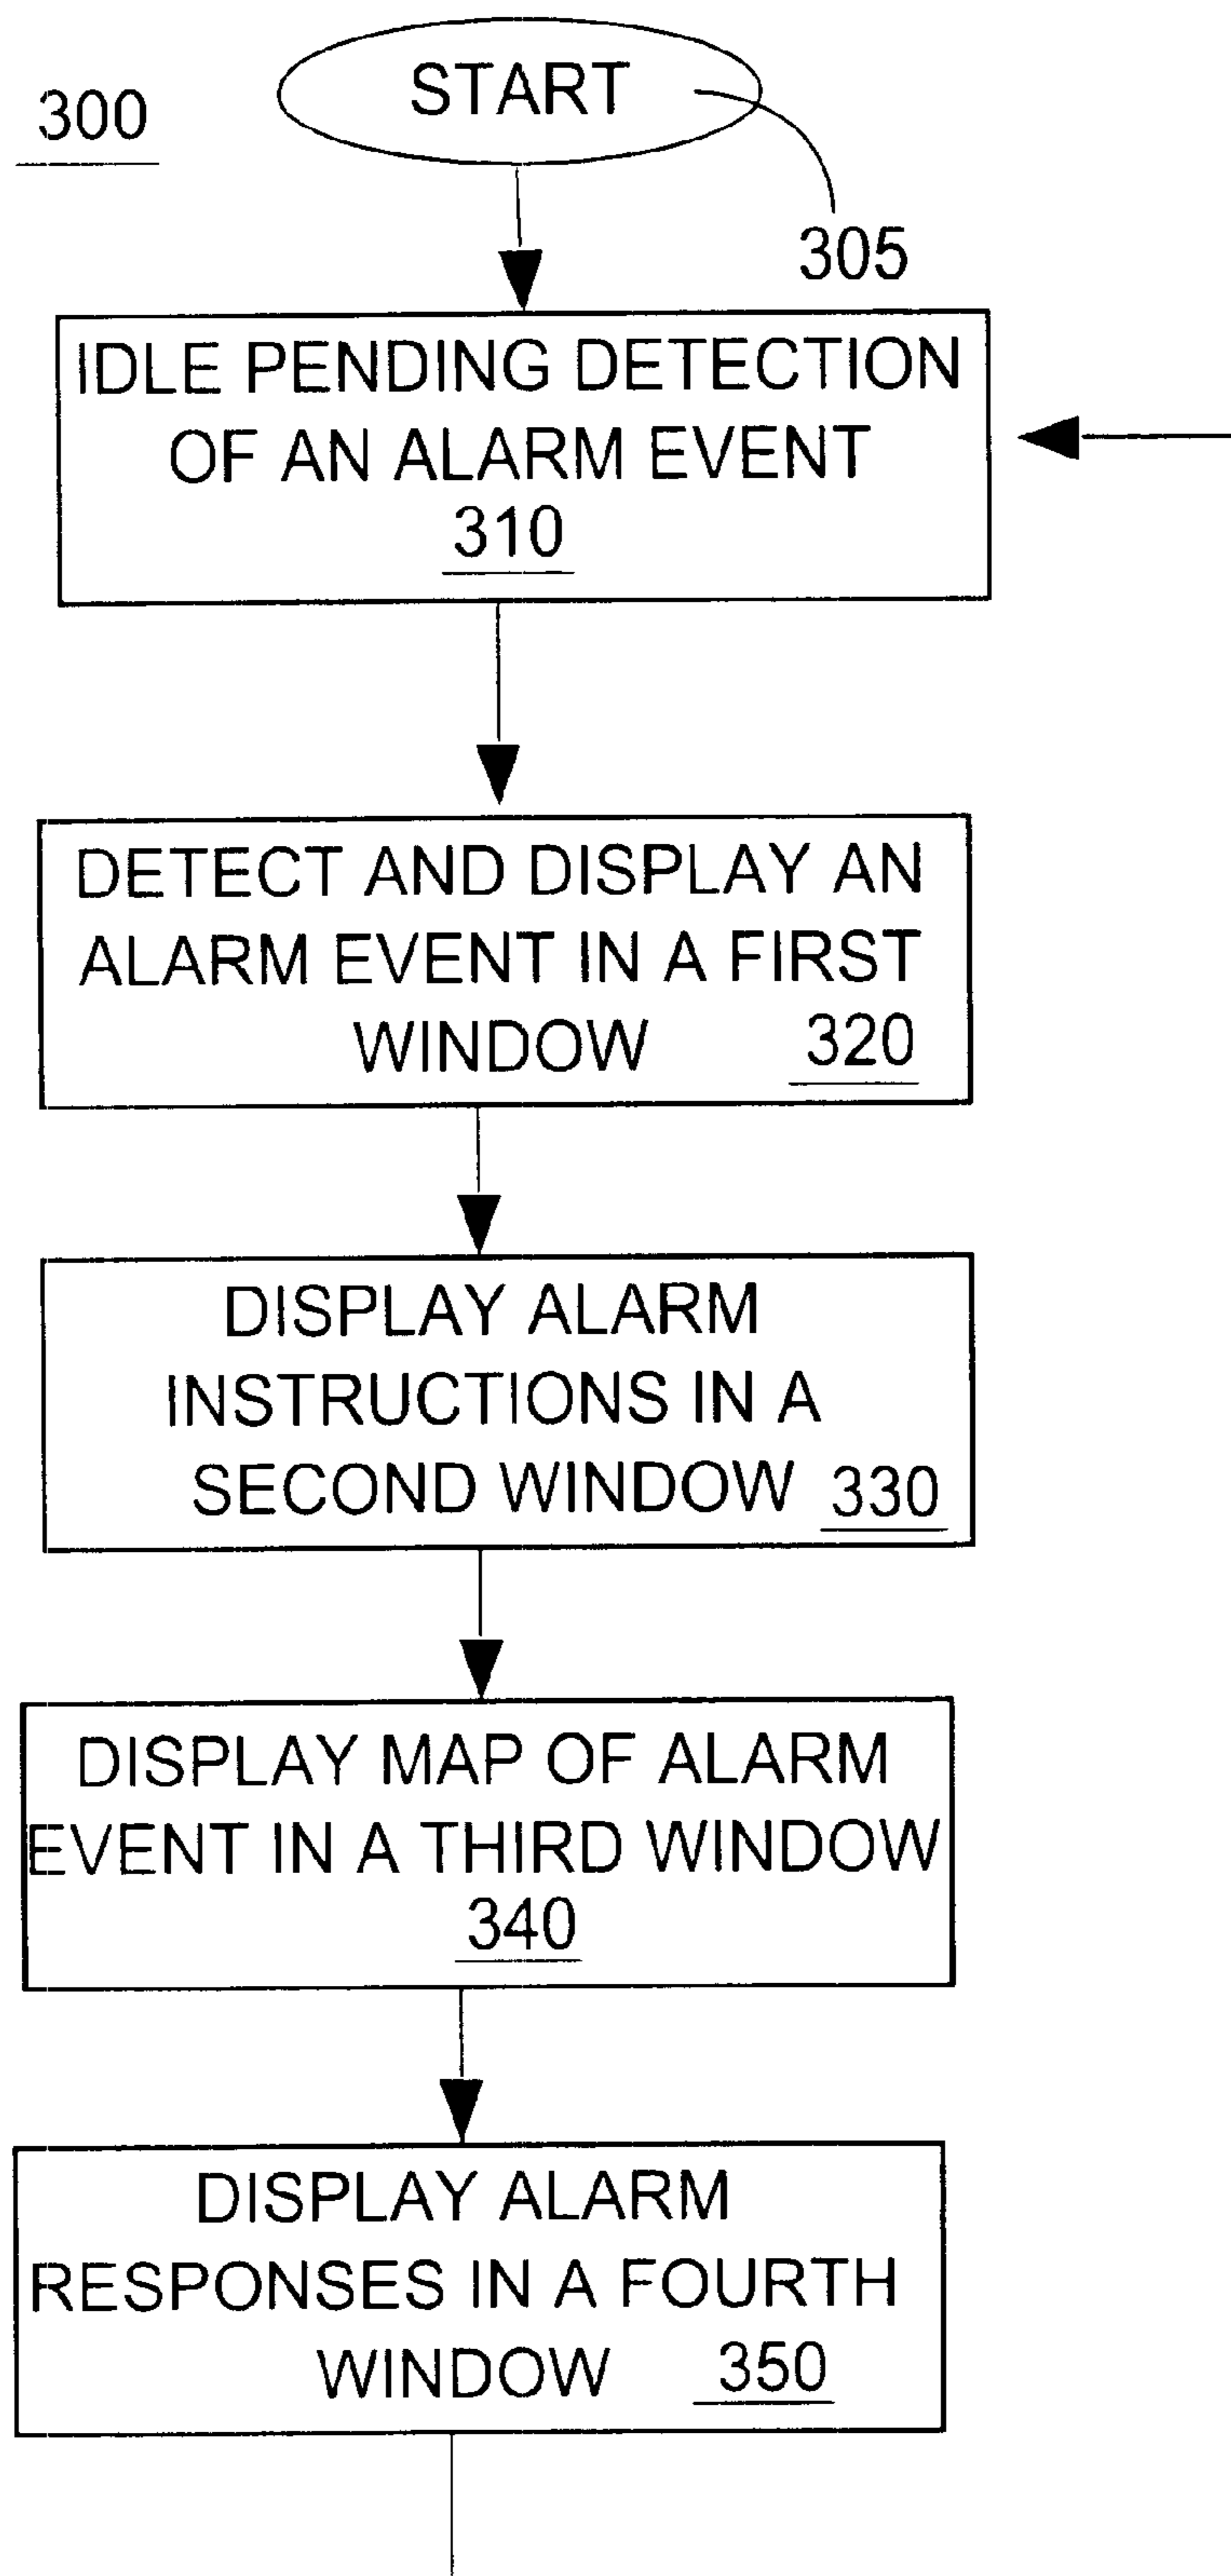 300
START
305
IDLE PENDING DETECTION
OF AN ALARM EVENT
310
DETECT AND DISPLAY AN
ALARM EVENT IN A FIRST
WINDOW 320
DISPLAY ALARM
INSTRUCTIONS IN A
SECOND WINDOW 330
DISPLAY MAP OF ALARM
EVENT IN A THIRD WINDOW
340
DISPLAY ALARM
RESPONSES IN A FOURTH
WINDOW 350